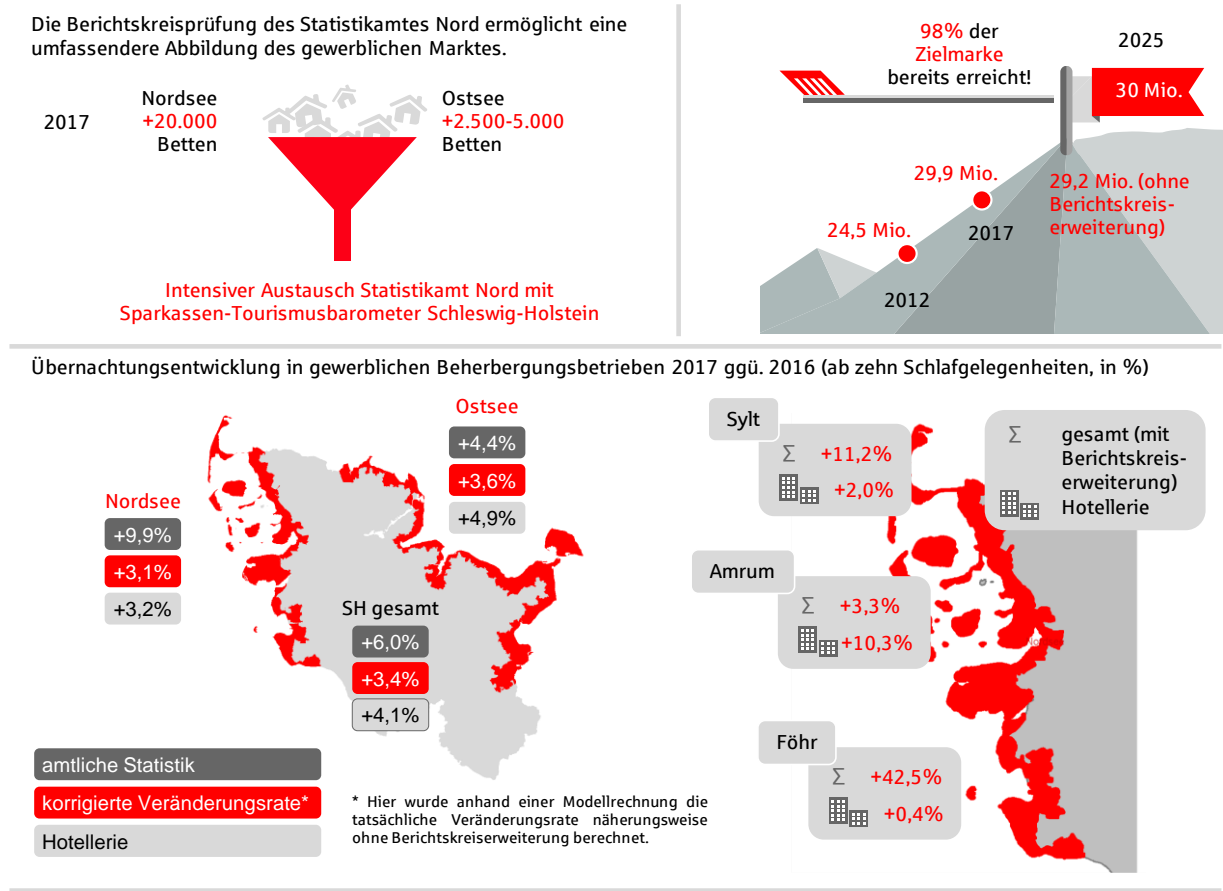 Die Berichtskreisprüfung des Statistikamtes Nord ermöglicht eine
umfassendere Abbildung des gewerblichen Marktes.
2017
Nordsee
+20.000
Betten
Ostsee
+2.500-5.000
Betten
Intensiver Austausch Statistikamt Nord mit
Sparkassen-Tourismusbarometer Schleswig-Holstein
98% der
Zielmarke
bereits erreicht!
2025
30 Mio.
29,9 Mio.
2017
29,2 Mio. (ohne
Berichtskreis-
erweiterung)
24,5 Mio.
2012
Übernachtungsentwicklung in gewerblichen Beherbergungsbetrieben 2017 ggü. 2016 (ab zehn Schlafgelegenheiten, in %)
Ostsee
+4,4%
+3,6%
+4,9%
Nordsee
+9,9%
+3,1%
+3,2%
SH gesamt
+6,0%
+3,4%
+4,1%
amtliche Statistik
korrigierte Veränderungsrate*
Hotellerie
* Hier wurde anhand einer Modellrechnung die
tatsächliche Veränderungsrate näherungsweise
ohne Berichtskreiserweiterung berechnet.
Sylt
Σ +11,2%
+2,0%
Σ gesamt (mit
Berichtskreis-
erweiterung)
Hotellerie
Amrum
Σ +3,3%
+10,3%
Föhr
Σ +42,5%
+0,4%